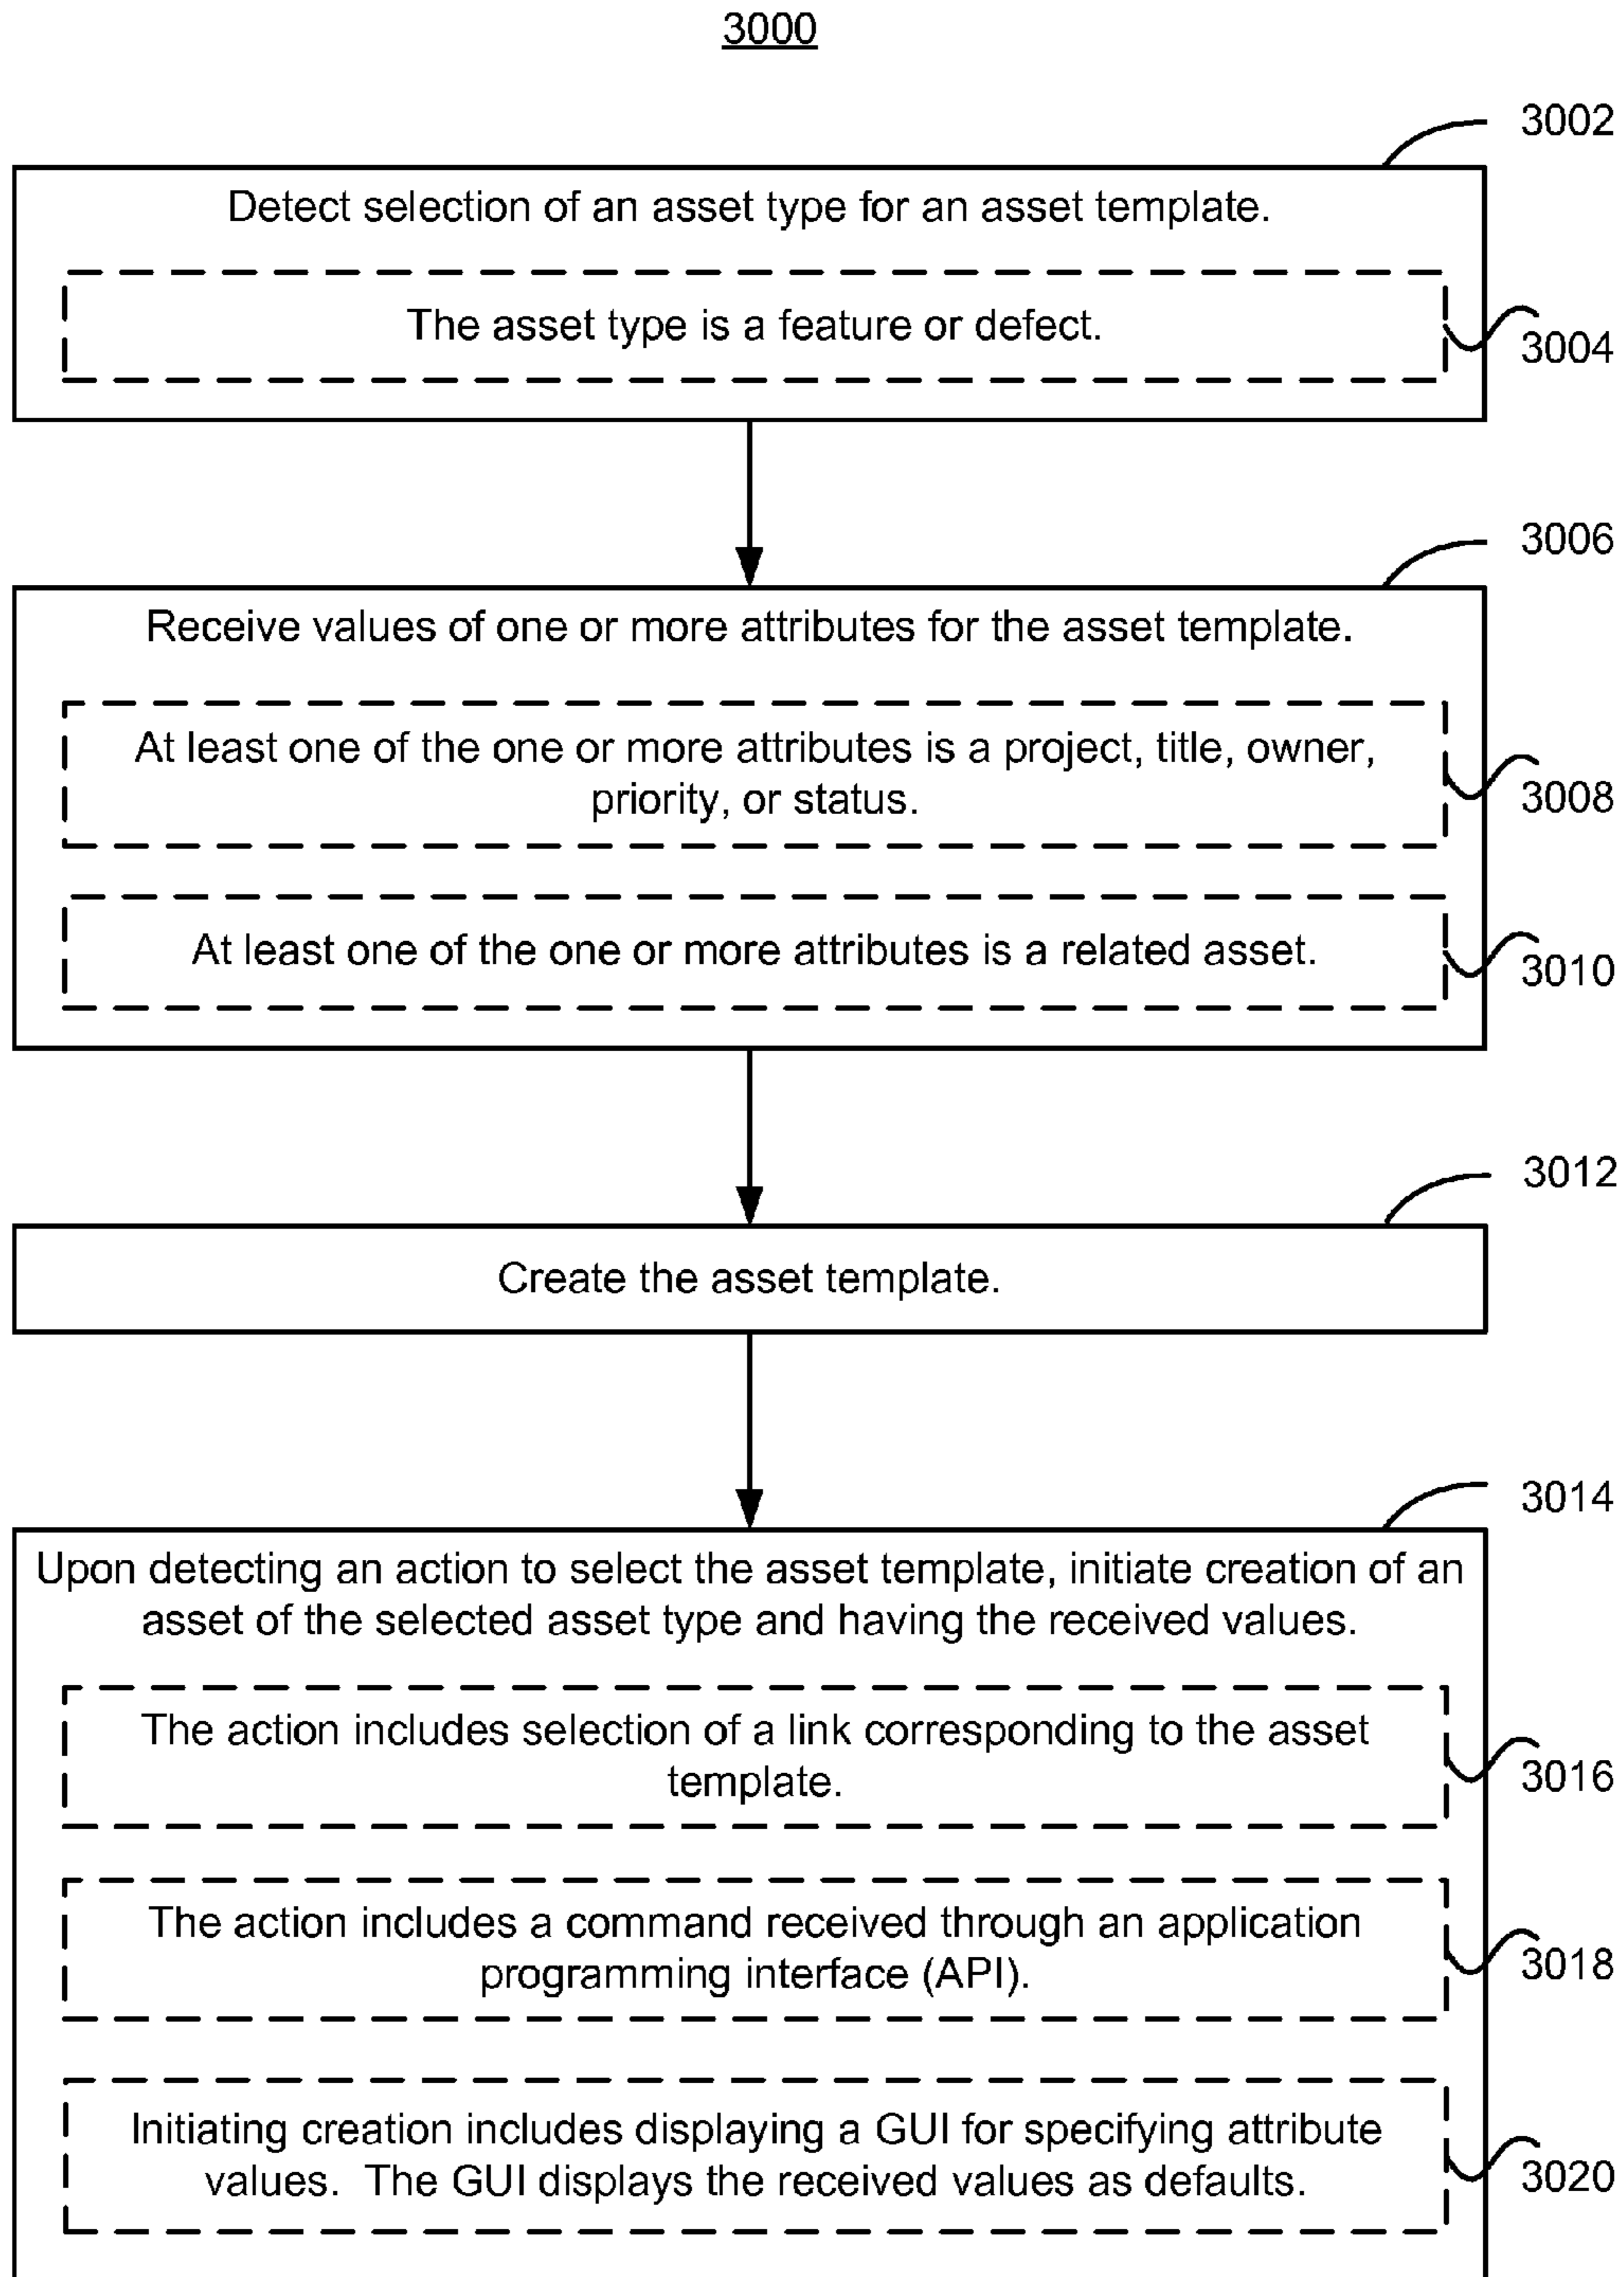 3000
3002
Detect selection of an asset type for an asset template.
The asset type is a feature or defect.
3004
3006
Receive values of one or more attributes for the asset template.
At least one of the one or more attributes is a project, title, owner,
priority, or status.
3008
At least one of the one or more attributes is a related asset.
3010
3012
Create the asset template.
3014
Upon detecting an action to select the asset template, initiate creation of an
asset of the selected asset type and having the received values.
The action includes selection of a link corresponding to the asset
template.
3016
The action includes a command received through an application
programming interface (API).
3018
Initiating creation includes displaying a GUI for specifying attribute
values.  The GUI displays the received values as defaults.
3020